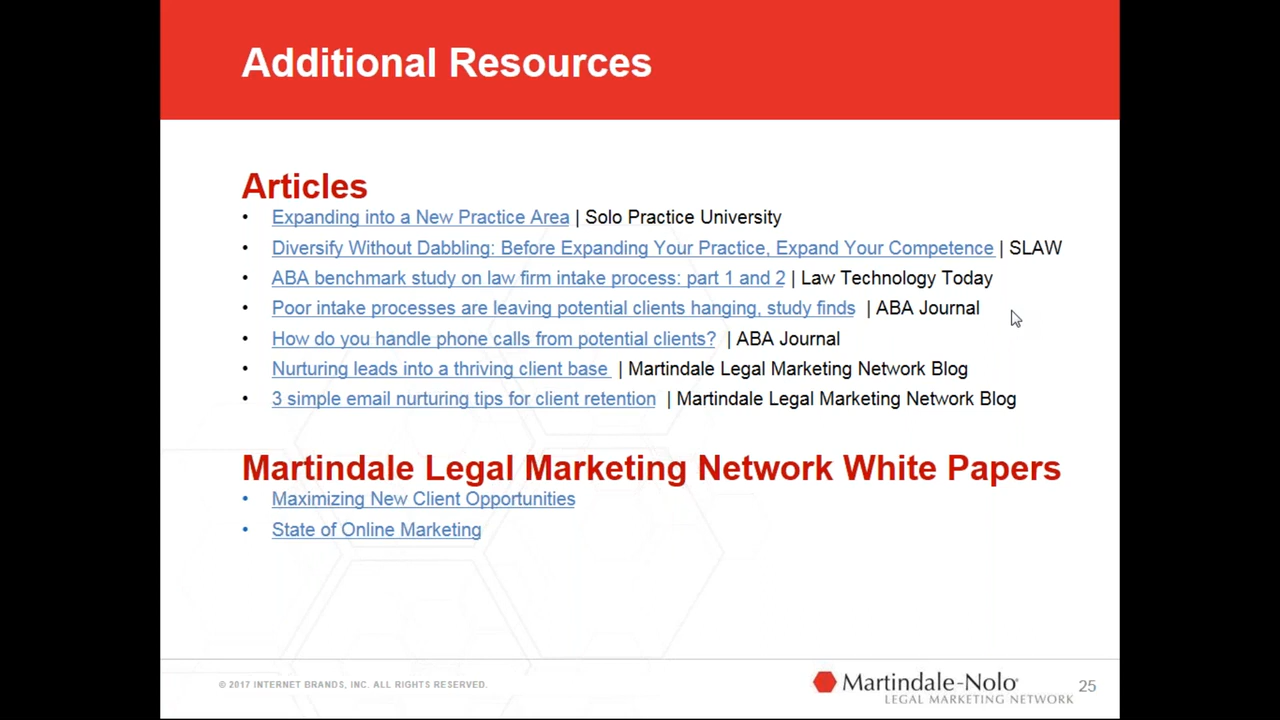 Additional Resources
Articles
• Expanding into a New Practice Area | Solo Practice University
• Diversify Without Dabbling: Before Expanding Your Practice, Expand Your Competence | SLAW
• ABA benchmark study on law firm intake process: part 1 and 2 | Law Technology Today
• Poor intake processes are leaving potential clients hanging, study finds | ABA Journal
• How do you handle phone calls from potential clients? | ABA Journal
• Nurturing leads into a thriving client base | Martindale Legal Marketing Network Blog
• 3 simple email nurturing tips for client retention | Martindale Legal Marketing Network Blog
Martindale Legal Marketing Network White Papers
• Maximizing New Client Opportunities
• State of Online Marketing
© 2017 INTERNET BRANDS, INC. ALL RIGHTS RESERVED.
Martindale-Nolo®
LEGAL MARKETING NETWORK
25